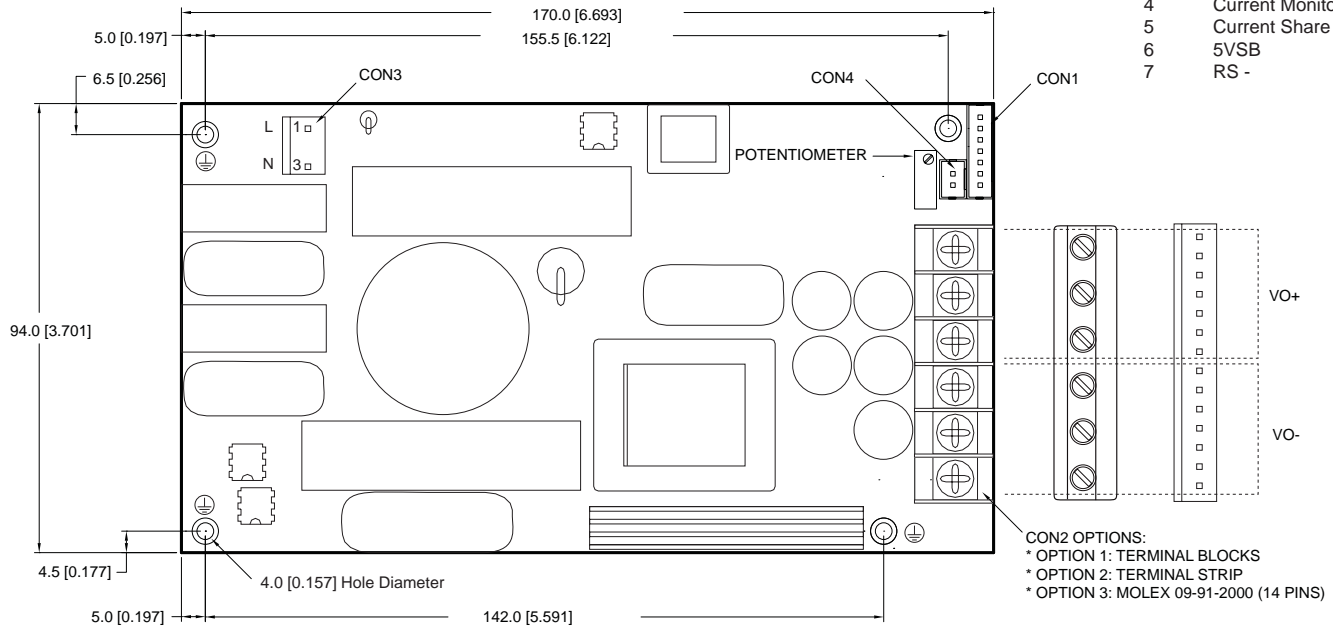 170.0 [6.693]
4 Current Monito
5.0 [0.197]
155.5 [6.122]
5 Current Share
6 5VSB
7 RS -
6.5 [0.256]
CON3
CON4
CON1
L 1
N 3
POTENTIOMETER
94.0 [3.701]
VO+
VO-
CON2 OPTIONS:
* OPTION 1: TERMINAL BLOCKS
* OPTION 2: TERMINAL STRIP
* OPTION 3: MOLEX 09-91-2000 (14 PINS)
4.5 [0.177]
4.0 [0.157] Hole Diameter
5.0 [0.197]
142.0 [5.591]